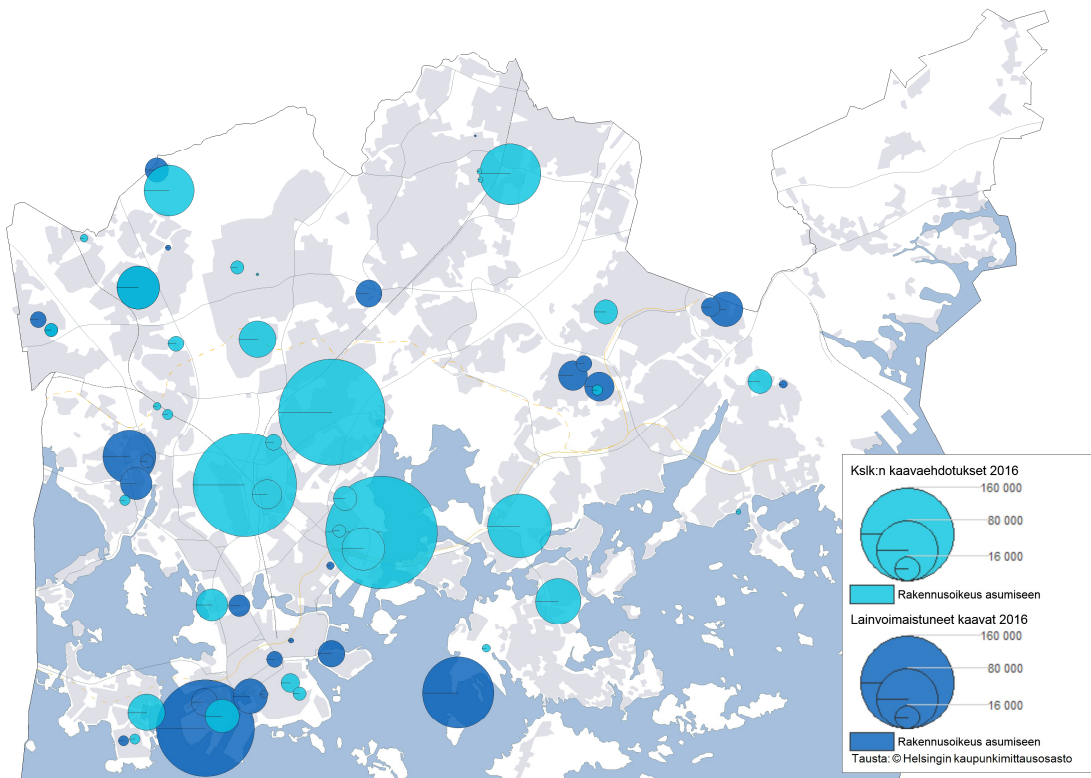 Kslk:n kaavaehdotukset 2016
160 000
80 000
16 000
Rakennusoikeus asumiseen
Lainvoimaistuneet kaavat 2016
160 000
80 000
16 000
Rakennusoikeus asumiseen
Tausta: © Helsingin kaupunkimittausosasto